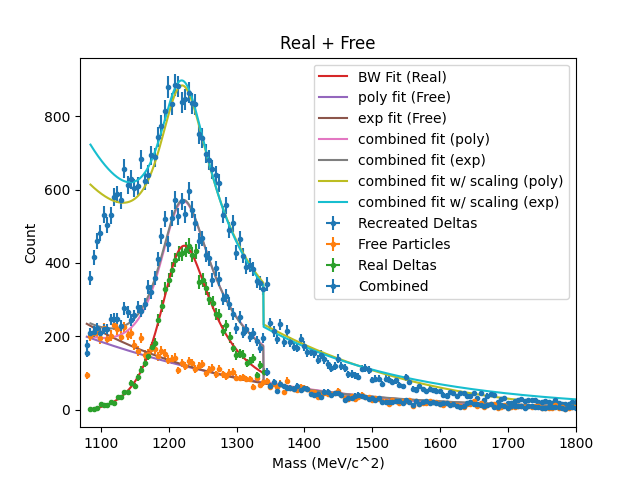 Real + Free
BW Fit (Real)
poly fit (Free)
exp fit (Free)
combined fit (poly)
combined fit (exp)
combined fit w/ scaling (poly)
combined fit w/ scaling (exp)
Recreated Deltas
Free Particles
Real Deltas
Combined
Count
800
600
400
200
0
1100 1200 1300 1400 1500 1600 1700 1800
Mass (MeV/c^2)